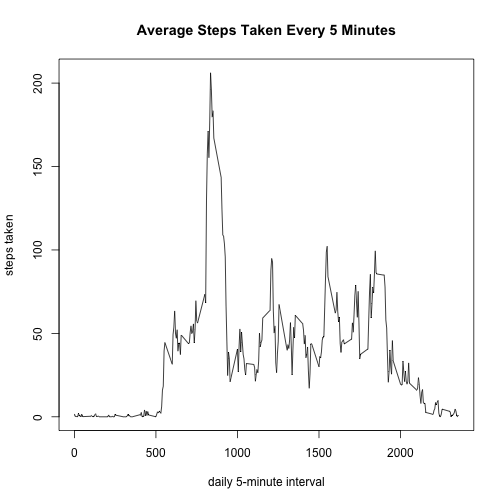 Average Steps Taken Every 5 Minutes
steps taken
200
150
100
50
0
0 500 1000 1500 2000
daily 5-minute interval